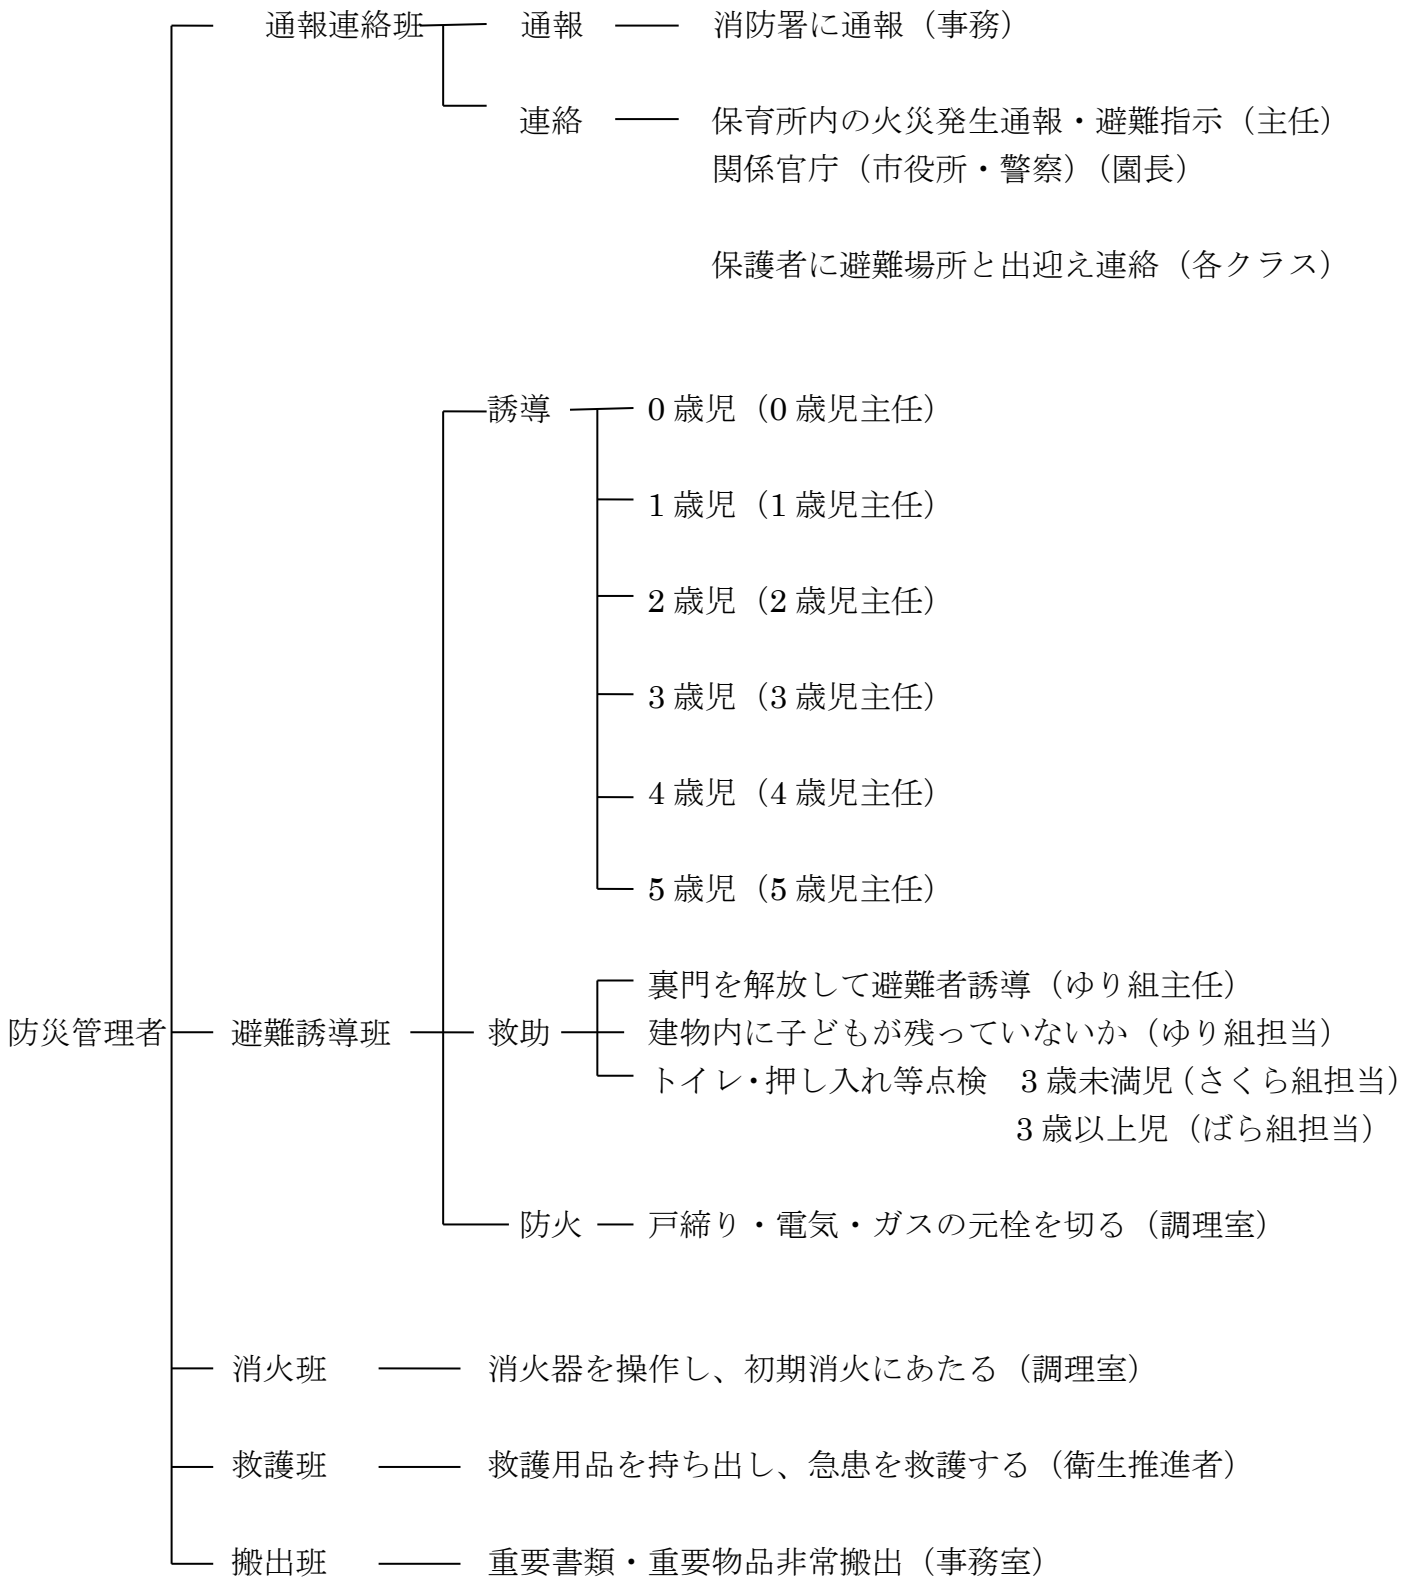 通報連絡班 通報 消防署に通報（事務）
連絡 保育所内の火災発生通報・避難指示（主任）
関係官庁（市役所・警察）（園長）
保護者に避難場所と出迎え連絡（各クラス）
誘導 0歳児（0歳児主任）
1歳児（1歳児主任）
2歳児（2歳児主任）
3歳児（3歳児主任）
4歳児（4歳児主任）
5歳児（5歳児主任）
裏門を解放して避難者誘導（ゆり組主任）
防災管理者 避難誘導班 救助 建物内に子どもが残っていないか（ゆり組担当）
トイレ・押し入れ等点検 3歳未満児（さくら組担当）
3歳以上児（ばら組担当）
防火 戸締り・電気・ガスの元栓を切る（調理室）
消火班 消火器を操作し、初期消火にあたる（調理室）
救護班 救護用品を持ち出し、急患を救護する（衛生推進者）
搬出班 重要書類・重要物品非常搬出（事務室）